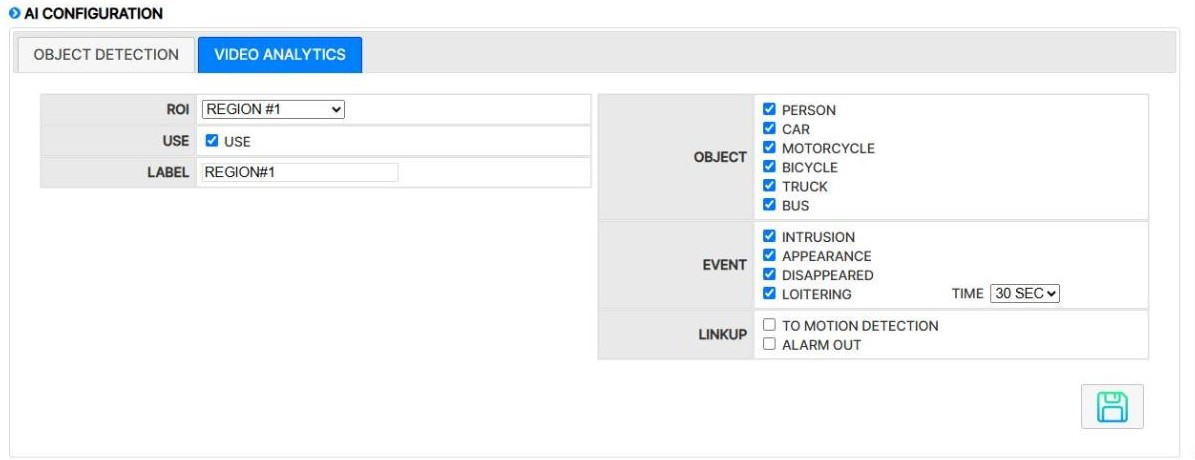 AI CONFIGURATION
OBJECT DETECTION VIDEO ANALYTICS
ROI REGION #1
USE USE
LABEL REGION#1
OBJECT
PERSON
CAR
MOTORCYCLE
BICYCLE
TRUCK
BUS
EVENT
INTRUSION
APPEARANCE
DISAPPEARED
LOITERING TIME 30 SEC
LINKUP
TO MOTION DETECTION
ALARM OUT